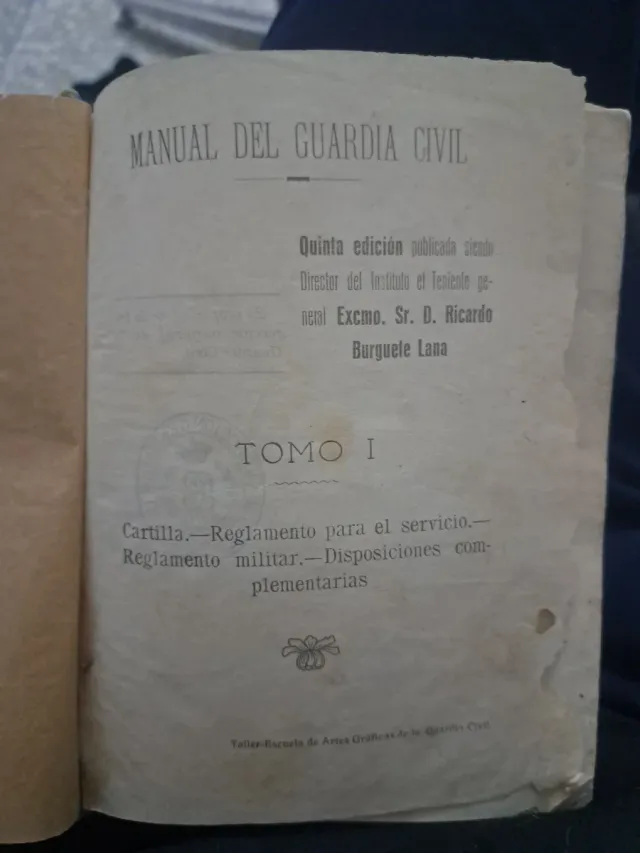 MANUAL DEL GUARDIA CIVIL
Quinta edición publicada siendo
Director del Instituto el Teniente ge-
neral Excmo. Sr. D. Ricardo
Burguete Lana
TOMO I
Cartilla.—Reglamento para el servicio.—
Reglamento militar.—Disposiciones com-
plementarias
Taller-Escuela de Artes Gráficas de la Guardia Civil